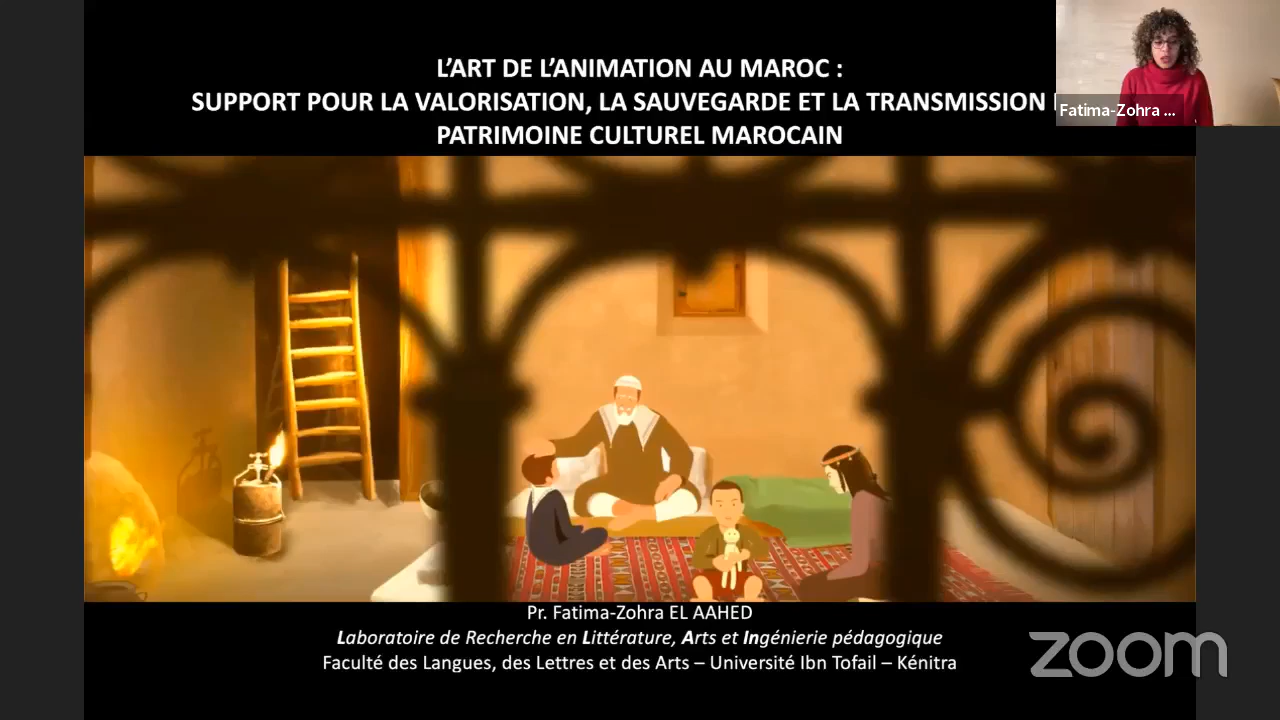 L'ART DE L'ANIMATION AU MAROC :
SUPPORT POUR LA VALORISATION, LA SAUVEGARDE ET LA TRANSMISSION
PATRIMOINE CULTUREL MAROCAIN
Fatima-Zohra ...
Pr. Fatima-Zohra EL AAHED
Laboratoire de Recherche en Littérature, Arts et Ingénierie pédagogique
Faculté des Langues, des Lettres et des Arts – Université Ibn Tofail – Kénitra
zoom